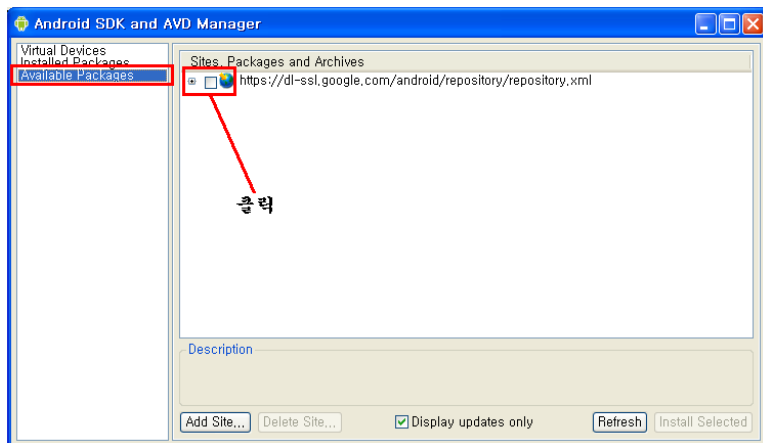 Android SDK and AVD Manager
Virtual Devices
Installed Packages
Available Packages
Sites, Packages and Archives
https://dl-ssl,google,com/android/repository/repository,xml
클릭
Description
Add Site,,, Delete Site,,, Display updates only Refresh Install Selected